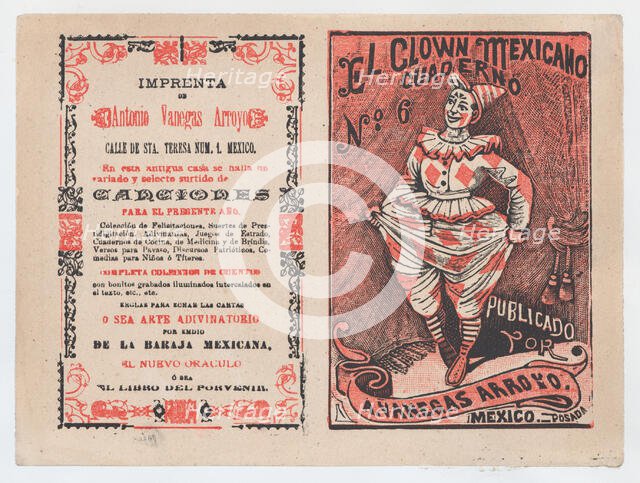 IMPRENTA
DE
Antonio Vanegas Arroyo
CALLE DE STA. TERESA NUM. 1. MEXICO.
En esta antigua casa se halla un
variado y selecto surtido de
CANCIONES
PARA EL PRESENTE AÑO.
Colección de Felicitaciones, Suertes de Pres-
tidigitación, Adivinanzas, Juegos de Estrado,
Cuadernos de Cocina, de Medicina y de Brindis,
Versos para Payaso, Discursos Patrióticos, Co-
medias para Niños ó Títeres.
COMPLETA COLECCION DE CUENTOS
con bonitos grabados iluminados intercalados en
el texto, etc., etc.
REGLAS PARA ECHAR LAS CARTAS
O SEA ARTE ADIVINATORIO
POR EMDIO
DE LA BARAJA MEXICANA,
EL NUEVO ORACULO
Ó SEA
EL LIBRO DEL PORVENIR.
EL CLOWN MEXICANO
CUADERNO
No. 6
PUBLICADO
POR
A. VANEGAS ARROYO.
MEXICO.
POSADA
Heritage
Images